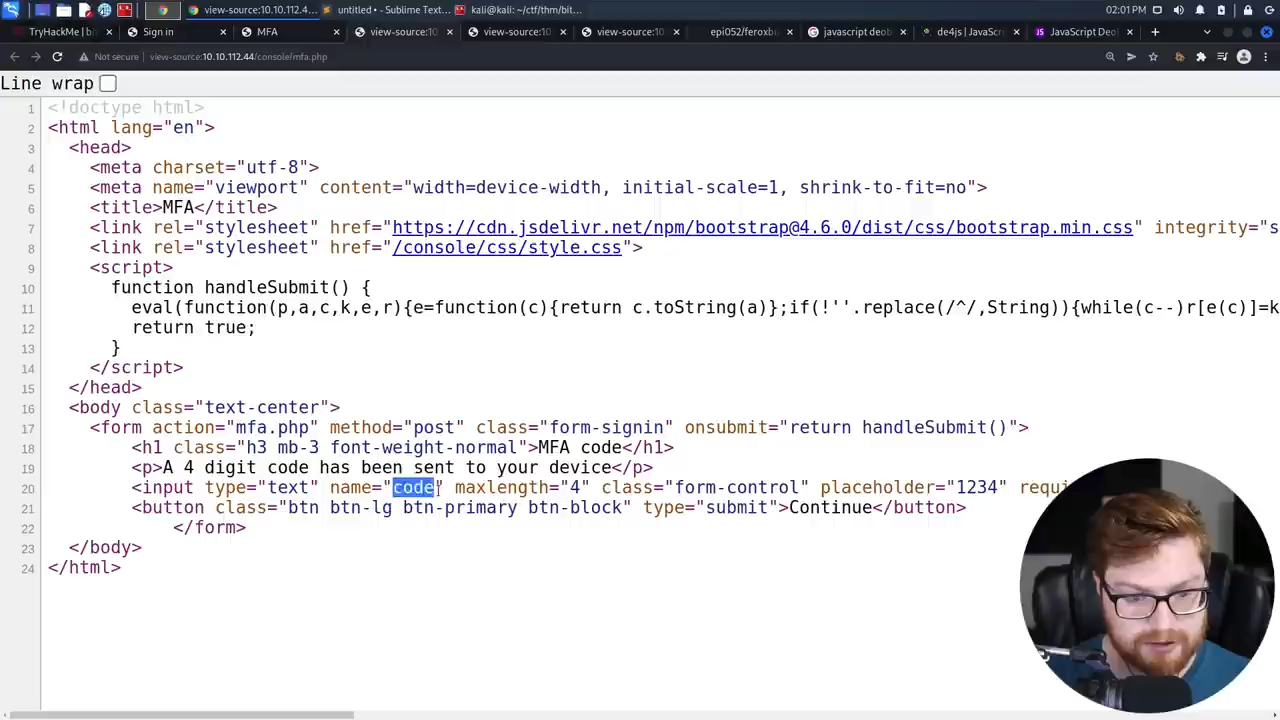 view-source:10.10.112.4...
untitled • - Sublime Text...
kali@kali: ~/ctf/thm/bit...
02:01 PM
TryHackMe | bi
Sign in
MFA
view-source:10
view-source:10
view-source:10
epi052/feroxbu
javascript deob
de4js | JavaScr
JavaScript Deo
Not secure
view-source:10.10.112.44/console/mfa.php
Line wrap
1 <!doctype html>
2 <html lang="en">
3 <head>
4 <meta charset="utf-8">
5 <meta name="viewport" content="width=device-width, initial-scale=1, shrink-to-fit=no">
6 <title>MFA</title>
7 <link rel="stylesheet" href="https://cdn.jsdelivr.net/npm/bootstrap@4.6.0/dist/css/bootstrap.min.css" integrity="s
8 <link rel="stylesheet" href="/console/css/style.css">
9 <script>
10 function handleSubmit() {
11 eval(function(p,a,c,k,e,r){e=function(c){return c.toString(a)};if(!''.replace(/^/,String)){while(c--)r[e(c)]=k
12 return true;
13 }
14 </script>
15 </head>
16 <body class="text-center">
17 <form action="mfa.php" method="post" class="form-signin" onsubmit="return handleSubmit()">
18 <h1 class="h3 mb-3 font-weight-normal">MFA code</h1>
19 <p>A 4 digit code has been sent to your device</p>
20 <input type="text" name="code" maxlength="4" class="form-control" placeholder="1234" requi
21 <button class="btn btn-lg btn-primary btn-block" type="submit">Continue</button>
22 </form>
23 </body>
24 </html>